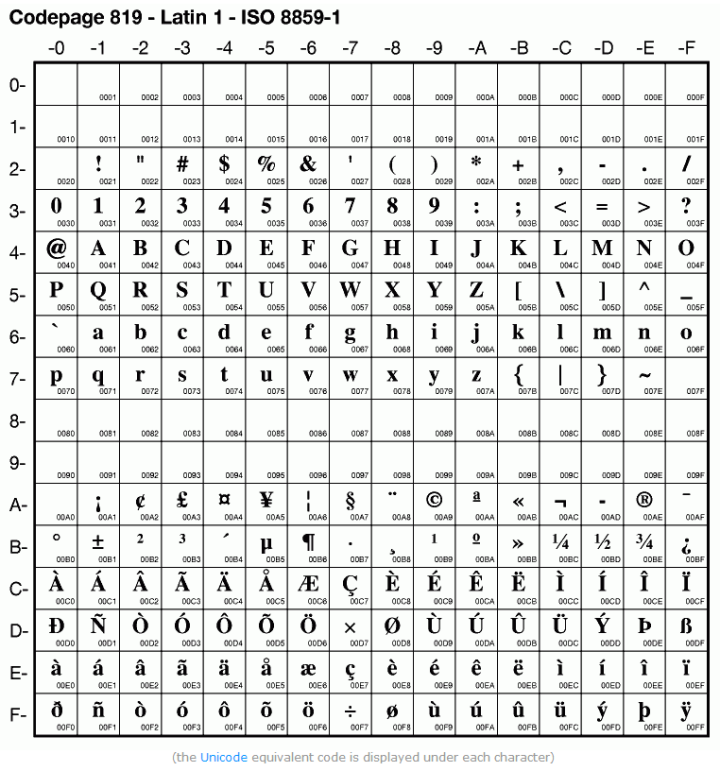 Codepage 819 - Latin 1 - ISO 8859-1
-0 -1 -2 -3 -4 -5 -6 -7 -8 -9 -A -B -C -D -E -F
0-
0001 0002 0003 0004 0005 0006 0007 0008 0009 000A 000B 000C 000D 000E 000F
1-
0010 0011 0012 0013 0014 0015 0016 0017 0018 0019 001A 001B 001C 001D 001E 001F
2- ! " # $ % & ' ( ) * + , - . /
0020 0021 0022 0023 0024 0025 0026 0027 0028 0029 002A 002B 002C 002D 002E 002F
3- 0 1 2 3 4 5 6 7 8 9 : ; < = > ?
0030 0031 0032 0033 0034 0035 0036 0037 0038 0039 003A 003B 003C 003D 003E 003F
4- @ A B C D E F G H I J K L M N O
0040 0041 0042 0043 0044 0045 0046 0047 0048 0049 004A 004B 004C 004D 004E 004F
5- P Q R S T U V W X Y Z [ \ ] ^ _
0050 0051 0052 0053 0054 0055 0056 0057 0058 0059 005A 005B 005C 005D 005E 005F
6- ` a b c d e f g h i j k l m n o
0060 0061 0062 0063 0064 0065 0066 0067 0068 0069 006A 006B 006C 006D 006E 006F
7- p q r s t u v w x y z { | } ~
0070 0071 0072 0073 0074 0075 0076 0077 0078 0079 007A 007B 007C 007D 007E 007F
8-
0080 0081 0082 0083 0084 0085 0086 0087 0088 0089 008A 008B 008C 008D 008E 008F
9-
0090 0091 0092 0093 0094 0095 0096 0097 0098 0099 009A 009B 009C 009D 009E 009F
A- ¡ ¢ £ ¤ ¥ ¦ § ¨ © ª « ¬ - ® ¯
00A0 00A1 00A2 00A3 00A4 00A5 00A6 00A7 00A8 00A9 00AA 00AB 00AC 00AD 00AE 00AF
B- ° ± ² ³ ´ µ ¶ · ¸ ¹ º » ¼ ½ ¾ ¿
00B0 00B1 00B2 00B3 00B4 00B5 00B6 00B7 00B8 00B9 00BA 00BB 00BC 00BD 00BE 00BF
C- À Á Â Ã Ä Å Æ Ç È É Ê Ë Ì Í Î Ï
00C0 00C1 00C2 00C3 00C4 00C5 00C6 00C7 00C8 00C9 00CA 00CB 00CC 00CD 00CE 00CF
D- Ð Ñ Ò Ó Ô Õ Ö × Ø Ù Ú Û Ü Ý Þ ß
00D0 00D1 00D2 00D3 00D4 00D5 00D6 00D7 00D8 00D9 00DA 00DB 00DC 00DD 00DE 00DF
E- à á â ã ä å æ ç è é ê ë ì í î ï
00E0 00E1 00E2 00E3 00E4 00E5 00E6 00E7 00E8 00E9 00EA 00EB 00EC 00ED 00EE 00EF
F- ð ñ ò ó ô õ ö ÷ ø ù ú û ü ý þ ÿ
00F0 00F1 00F2 00F3 00F4 00F5 00F6 00F7 00F8 00F9 00FA 00FB 00FC 00FD 00FE 00FF
(the Unicode equivalent code is displayed under each character)